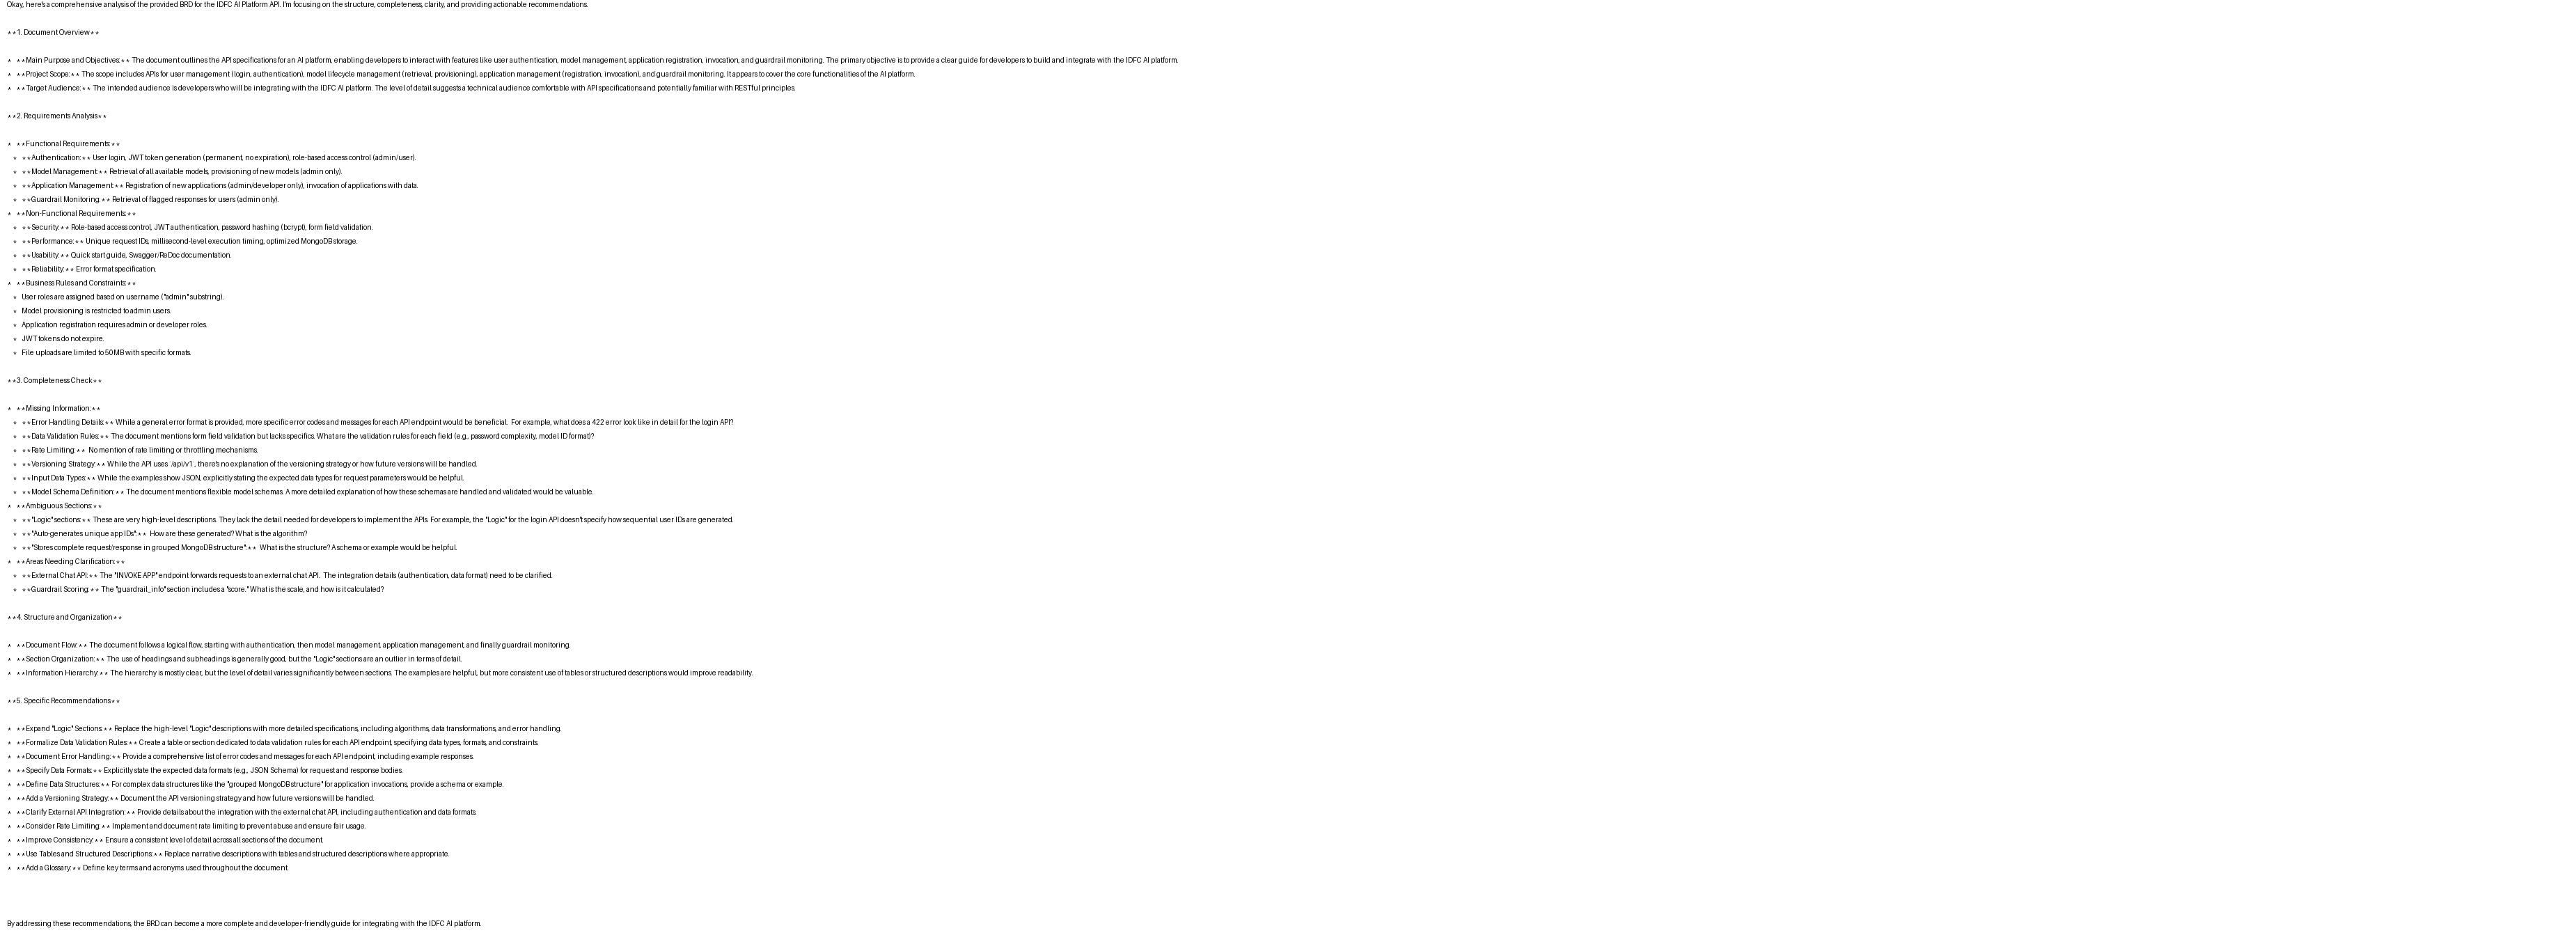 Okay, here's a comprehensive analysis of the provided BRD for the IDFC AI Platform API. I'm focusing on the structure, completeness, clarity, and providing actionable recommendations.
**1. Document Overview**
* **Main Purpose and Objectives:** The document outlines the API specifications for an AI platform, enabling developers to interact with features like user authentication, model management, application registration, invocation, and guardrail monitoring. The primary objective is to provide a clear guide for developers to build and integrate with the IDFC AI platform.
* **Project Scope:** The scope includes APIs for user management (login, authentication), model lifecycle management (retrieval, provisioning), application management (registration, invocation), and guardrail monitoring. It appears to cover the core functionalities of the AI platform.
* **Target Audience:** The intended audience is developers who will be integrating with the IDFC AI platform. The level of detail suggests a technical audience comfortable with API specifications and potentially familiar with RESTful principles.
**2. Requirements Analysis**
* **Functional Requirements:**
* **Authentication:** User login, JWT token generation (permanent, no expiration), role-based access control (admin/user).
* **Model Management:** Retrieval of all available models, provisioning of new models (admin only).
* **Application Management:** Registration of new applications (admin/developer only), invocation of applications with data.
* **Guardrail Monitoring:** Retrieval of flagged responses for users (admin only).
* **Non-Functional Requirements:**
* **Security:** Role-based access control, JWT authentication, password hashing (bcrypt), form field validation.
* **Performance:** Unique request IDs, millisecond-level execution timing, optimized MongoDB storage.
* **Usability:** Quick start guide, Swagger/ReDoc documentation.
* **Reliability:** Error format specification.
* **Business Rules and Constraints:**
* User roles are assigned based on username ("admin" substring).
* Model provisioning is restricted to admin users.
* Application registration requires admin or developer roles.
* JWT tokens do not expire.
* File uploads are limited to 50MB with specific formats.
**3. Completeness Check**
* **Missing Information:**
* **Error Handling Details:** While a general error format is provided, more specific error codes and messages for each API endpoint would be beneficial. For example, what does a 422 error look like in detail for the login API?
* **Data Validation Rules:** The document mentions form field validation but lacks specifics. What are the validation rules for each field (e.g., password complexity, model ID format)?
* **Rate Limiting:** No mention of rate limiting or throttling mechanisms.
* **Versioning Strategy:** While the API uses `/api/v1`, there's no explanation of the versioning strategy or how future versions will be handled.
* **Input Data Types:** While the examples show JSON, explicitly stating the expected data types for request parameters would be helpful.
* **Model Schema Definition:** The document mentions flexible model schemas. A more detailed explanation of how these schemas are handled and validated would be valuable.
* **Ambiguous Sections:**
* **"Logic" sections:** These are very high-level descriptions. They lack the detail needed for developers to implement the APIs. For example, the "Logic" for the login API doesn't specify how sequential user IDs are generated.
* **"Auto-generates unique app IDs":** How are these generated? What is the algorithm?
* **"Stores complete request/response in grouped MongoDB structure":** What is the structure? A schema or example would be helpful.
* **Areas Needing Clarification:**
* **External Chat API:** The "INVOKE APP" endpoint forwards requests to an external chat API. The integration details (authentication, data format) need to be clarified.
* **Guardrail Scoring:** The "guardrail_info" section includes a "score." What is the scale, and how is it calculated?
**4. Structure and Organization**
* **Document Flow:** The document follows a logical flow, starting with authentication, then model management, application management, and finally guardrail monitoring.
* **Section Organization:** The use of headings and subheadings is generally good, but the "Logic" sections are an outlier in terms of detail.
* **Information Hierarchy:** The hierarchy is mostly clear, but the level of detail varies significantly between sections. The examples are helpful, but more consistent use of tables or structured descriptions would improve readability.
**5. Specific Recommendations**
* **Expand "Logic" Sections:** Replace the high-level "Logic" descriptions with more detailed specifications, including algorithms, data transformations, and error handling.
* **Formalize Data Validation Rules:** Create a table or section dedicated to data validation rules for each API endpoint, specifying data types, formats, and constraints.
* **Document Error Handling:** Provide a comprehensive list of error codes and messages for each API endpoint, including example responses.
* **Specify Data Formats:** Explicitly state the expected data formats (e.g., JSON Schema) for request and response bodies.
* **Define Data Structures:** For complex data structures like the "grouped MongoDB structure" for application invocations, provide a schema or example.
* **Add a Versioning Strategy:** Document the API versioning strategy and how future versions will be handled.
* **Clarify External API Integration:** Provide details about the integration with the external chat API, including authentication and data formats.
* **Consider Rate Limiting:** Implement and document rate limiting to prevent abuse and ensure fair usage.
* **Improve Consistency:** Ensure a consistent level of detail across all sections of the document.
* **Use Tables and Structured Descriptions:** Replace narrative descriptions with tables and structured descriptions where appropriate.
* **Add a Glossary:** Define key terms and acronyms used throughout the document.
By addressing these recommendations, the BRD can become a more complete and developer-friendly guide for integrating with the IDFC AI platform.